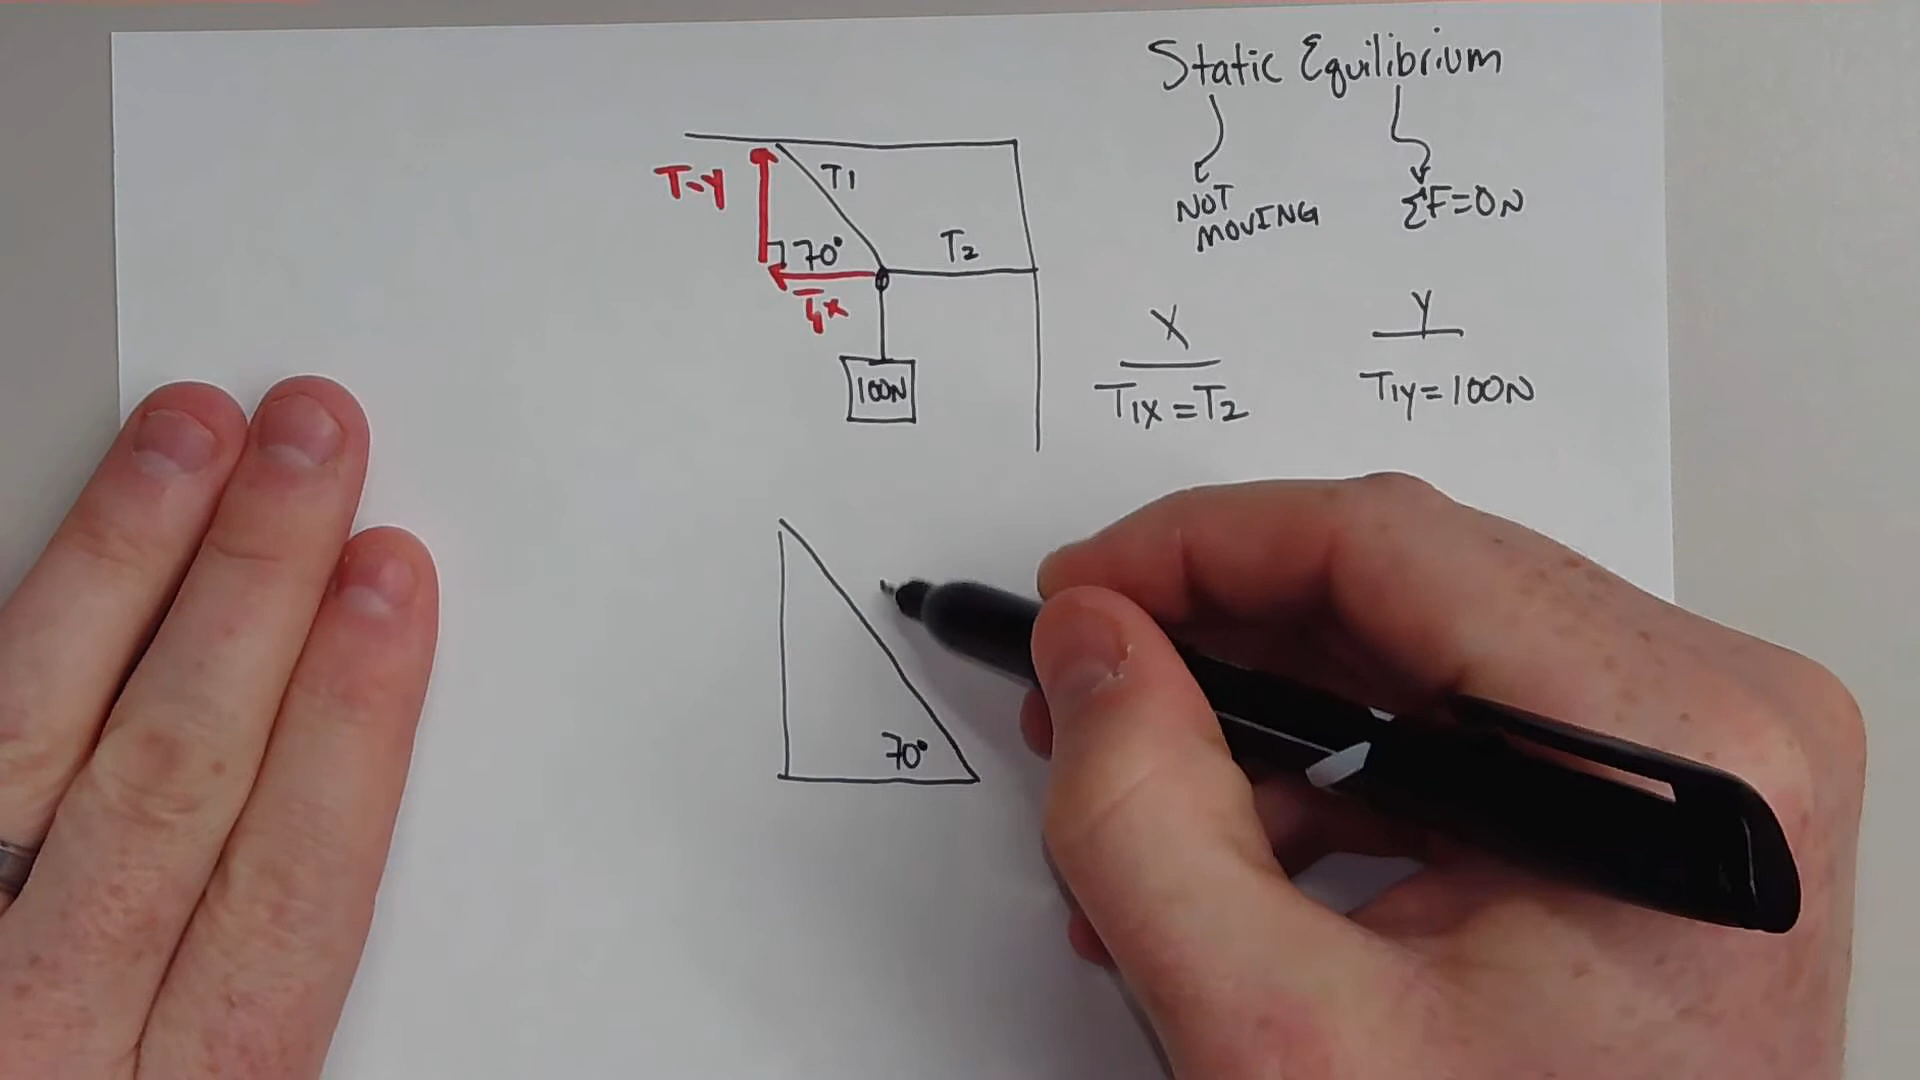 Static Equilibrium
NOT
MOVING
ΣF=0N
T1y
T1
70°
T2
T1x
100N
X
T1x=T2
Y
T1y=100N
70°